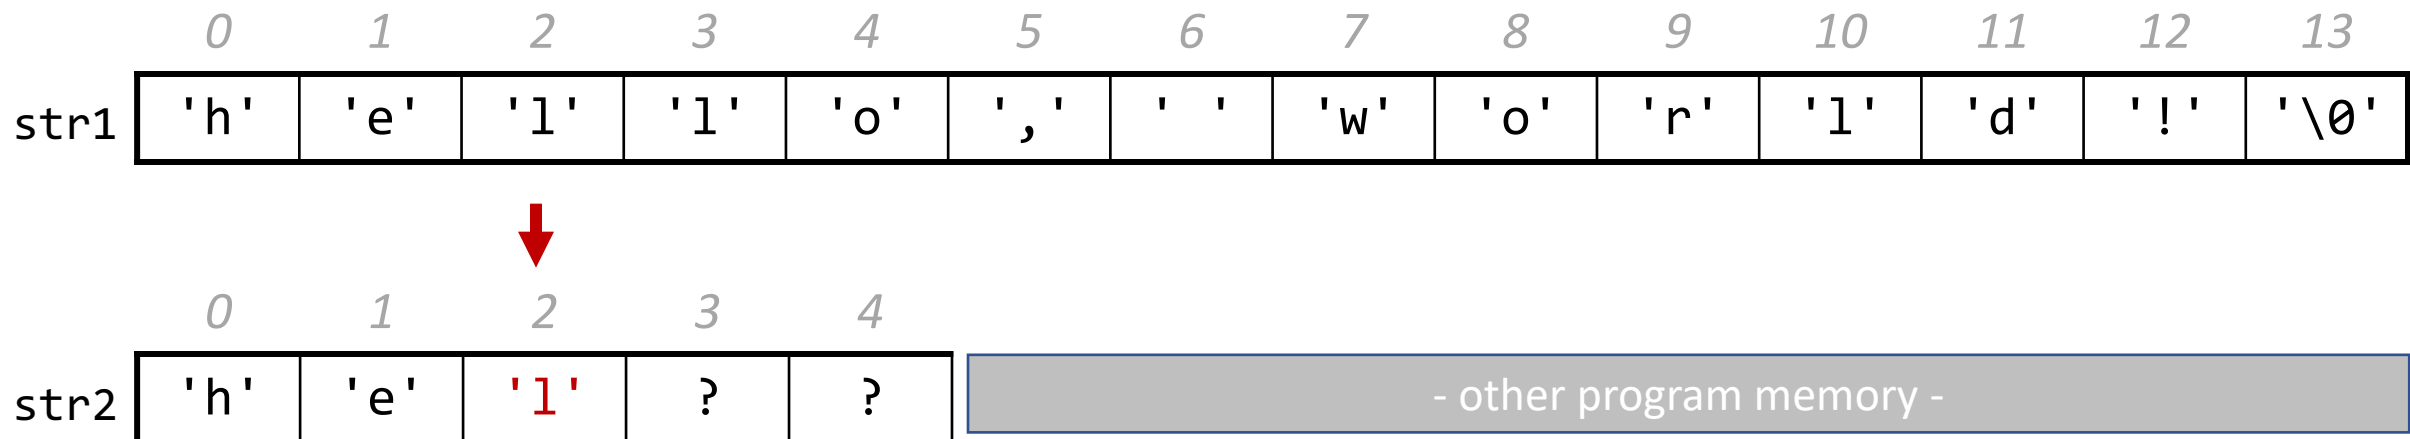 0 1 2 3 4 5 6 7 8 9 10 11 12 13
str1 'h' 'e' 'l' 'l' 'o' ',' ' ' 'w' 'o' 'r' 'l' 'd' '!' '\0'
0 1 2 3 4
str2 'h' 'e' 'l' ? ? - other program memory -